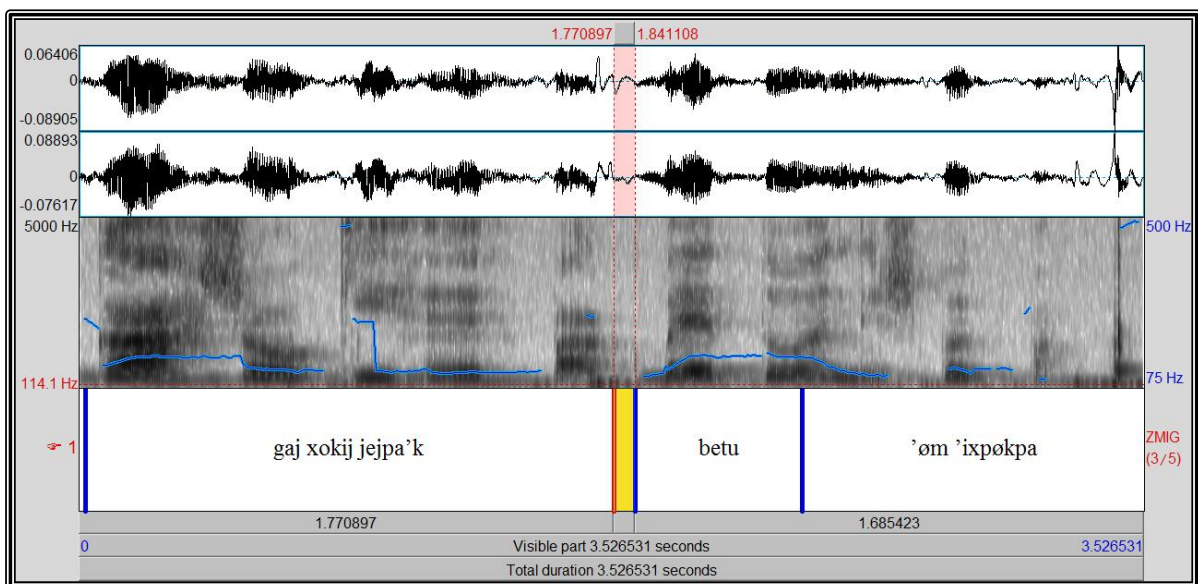 1.770897 1.841108
0.06406
0
-0.08905
0.08893
0
-0.07617
5000 Hz 500 Hz
114.1 Hz 75 Hz
☞ 1 gaj xokij jejpa’k betu ’øm ’ixpøkpa ZMIG
(3/5)
1.770897 1.685423
0 Visible part 3.526531 seconds 3.526531
Total duration 3.526531 seconds